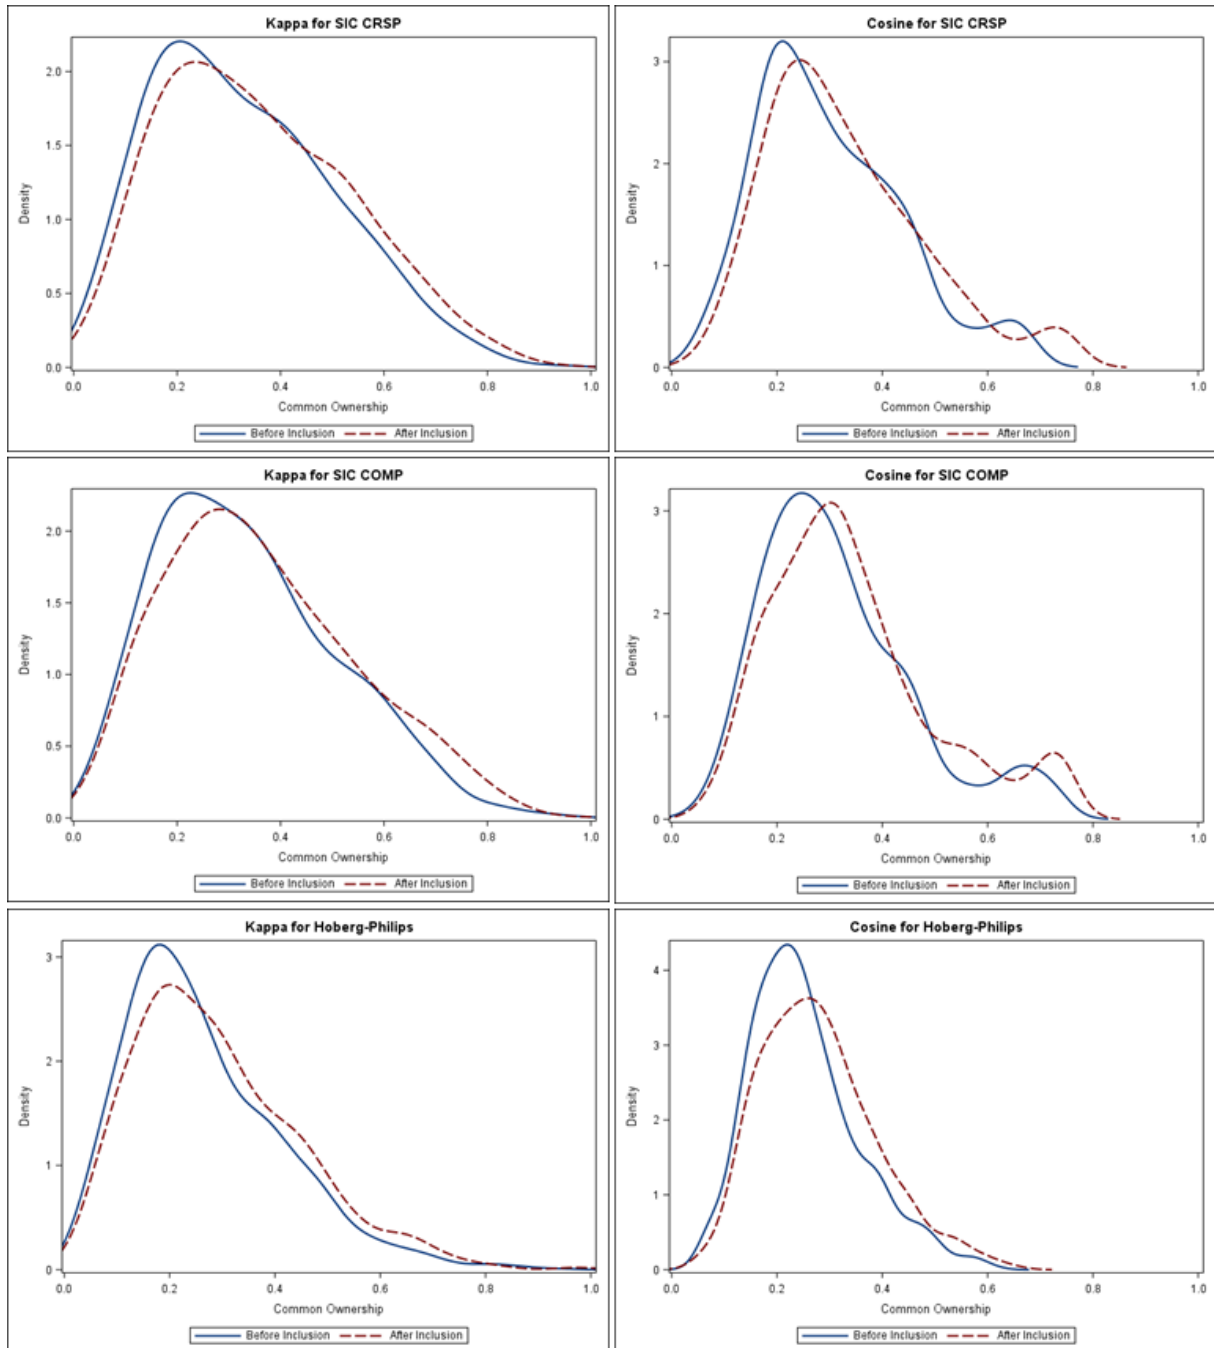 Kappa for SIC CRSP
Density
2.0
1.5
1.0
0.5
0.0
0.0 0.2 0.4 0.6 0.8 1.0
Common Ownership
Before Inclusion After Inclusion
Cosine for SIC CRSP
Density
3
2
1
0
0.0 0.2 0.4 0.6 0.8 1.0
Common Ownership
Before Inclusion After Inclusion
Kappa for SIC COMP
Density
2.0
1.5
1.0
0.5
0.0
0.0 0.2 0.4 0.6 0.8 1.0
Common Ownership
Before Inclusion After Inclusion
Cosine for SIC COMP
Density
3
2
1
0
0.0 0.2 0.4 0.6 0.8 1.0
Common Ownership
Before Inclusion After Inclusion
Kappa for Hoberg-Philips
Density
3
2
1
0
0.0 0.2 0.4 0.6 0.8 1.0
Common Ownership
Before Inclusion After Inclusion
Cosine for Hoberg-Philips
Density
4
3
2
1
0
0.0 0.2 0.4 0.6 0.8 1.0
Common Ownership
Before Inclusion After Inclusion